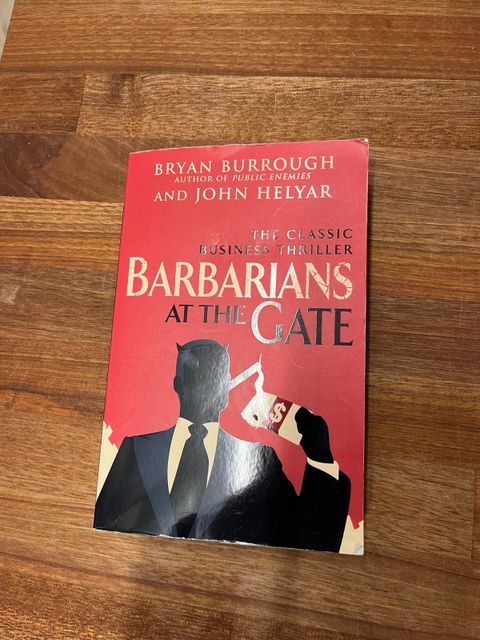 BRYAN BURROUGH
AUTHOR OF PUBLIC ENEMIES
AND JOHN HELYAR
THE CLASSIC
BUSINESS THRILLER
BARBARIANS
AT THE GATE
$